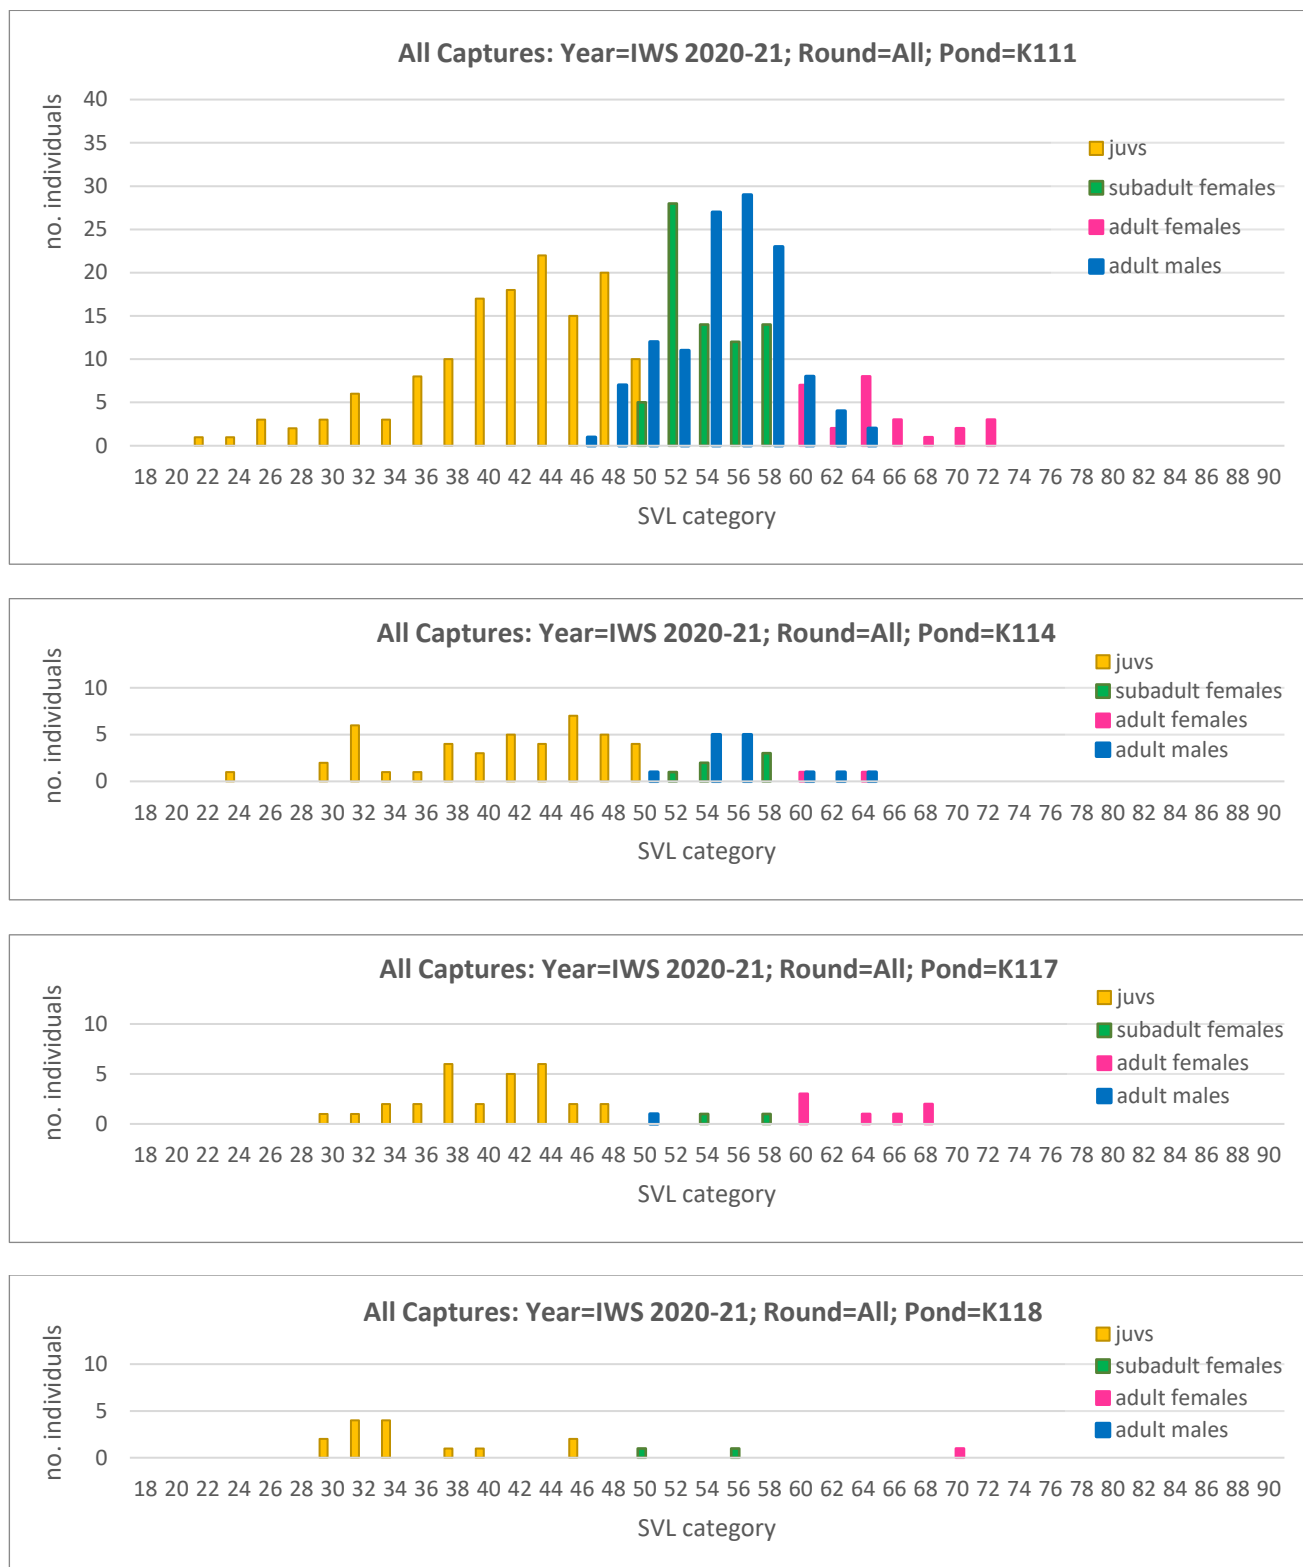 All Captures: Year=IWS 2020-21; Round=All; Pond=K111
no. individuals
40
35
30
25
20
15
10
5
0
juvs
subadult females
adult females
adult males
18 20 22 24 26 28 30 32 34 36 38 40 42 44 46 48 50 52 54 56 58 60 62 64 66 68 70 72 74 76 78 80 82 84 86 88 90
SVL category
All Captures: Year=IWS 2020-21; Round=All; Pond=K114
no. individuals
10
5
0
juvs
subadult females
adult females
adult males
18 20 22 24 26 28 30 32 34 36 38 40 42 44 46 48 50 52 54 56 58 60 62 64 66 68 70 72 74 76 78 80 82 84 86 88 90
SVL category
All Captures: Year=IWS 2020-21; Round=All; Pond=K117
no. individuals
10
5
0
juvs
subadult females
adult females
adult males
18 20 22 24 26 28 30 32 34 36 38 40 42 44 46 48 50 52 54 56 58 60 62 64 66 68 70 72 74 76 78 80 82 84 86 88 90
SVL category
All Captures: Year=IWS 2020-21; Round=All; Pond=K118
no. individuals
10
5
0
juvs
subadult females
adult females
adult males
18 20 22 24 26 28 30 32 34 36 38 40 42 44 46 48 50 52 54 56 58 60 62 64 66 68 70 72 74 76 78 80 82 84 86 88 90
SVL category